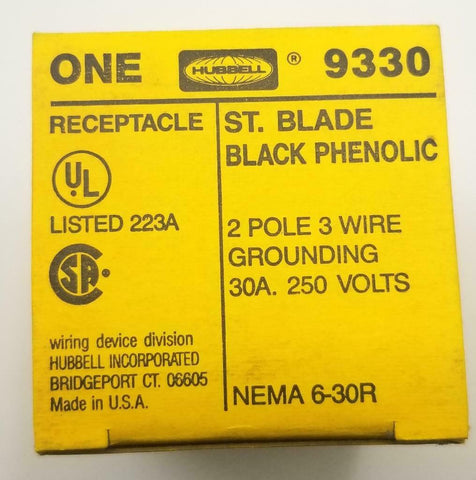 ONE HUBBELL ® 9330
RECEPTACLE
UL
LISTED 223A
SA ®
wiring device division
HUBBELL INCORPORATED
BRIDGEPORT CT. 06605
Made in U.S.A.
ST. BLADE
BLACK PHENOLIC
2 POLE 3 WIRE
GROUNDING
30A. 250 VOLTS
NEMA 6-30R